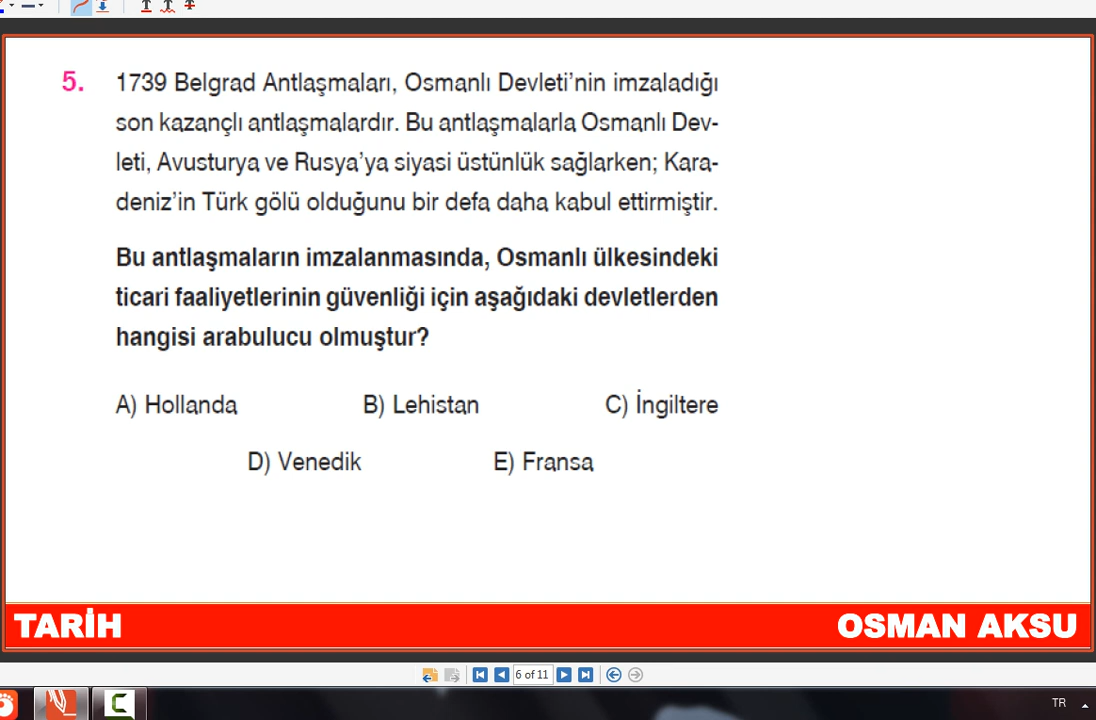 5. 1739 Belgrad Antlaşmaları, Osmanlı Devleti’nin imzaladığı
son kazançlı antlaşmalardır. Bu antlaşmalarla Osmanlı Dev-
leti, Avusturya ve Rusya’ya siyasi üstünlük sağlarken; Kara-
deniz’in Türk gölü olduğunu bir defa daha kabul ettirmiştir.
Bu antlaşmaların imzalanmasında, Osmanlı ülkesindeki
ticari faaliyetlerinin güvenliği için aşağıdaki devletlerden
hangisi arabulucu olmuştur?
A) Hollanda B) Lehistan C) İngiltere
D) Venedik E) Fransa
TARİH OSMAN AKSU
6 of 11
TR